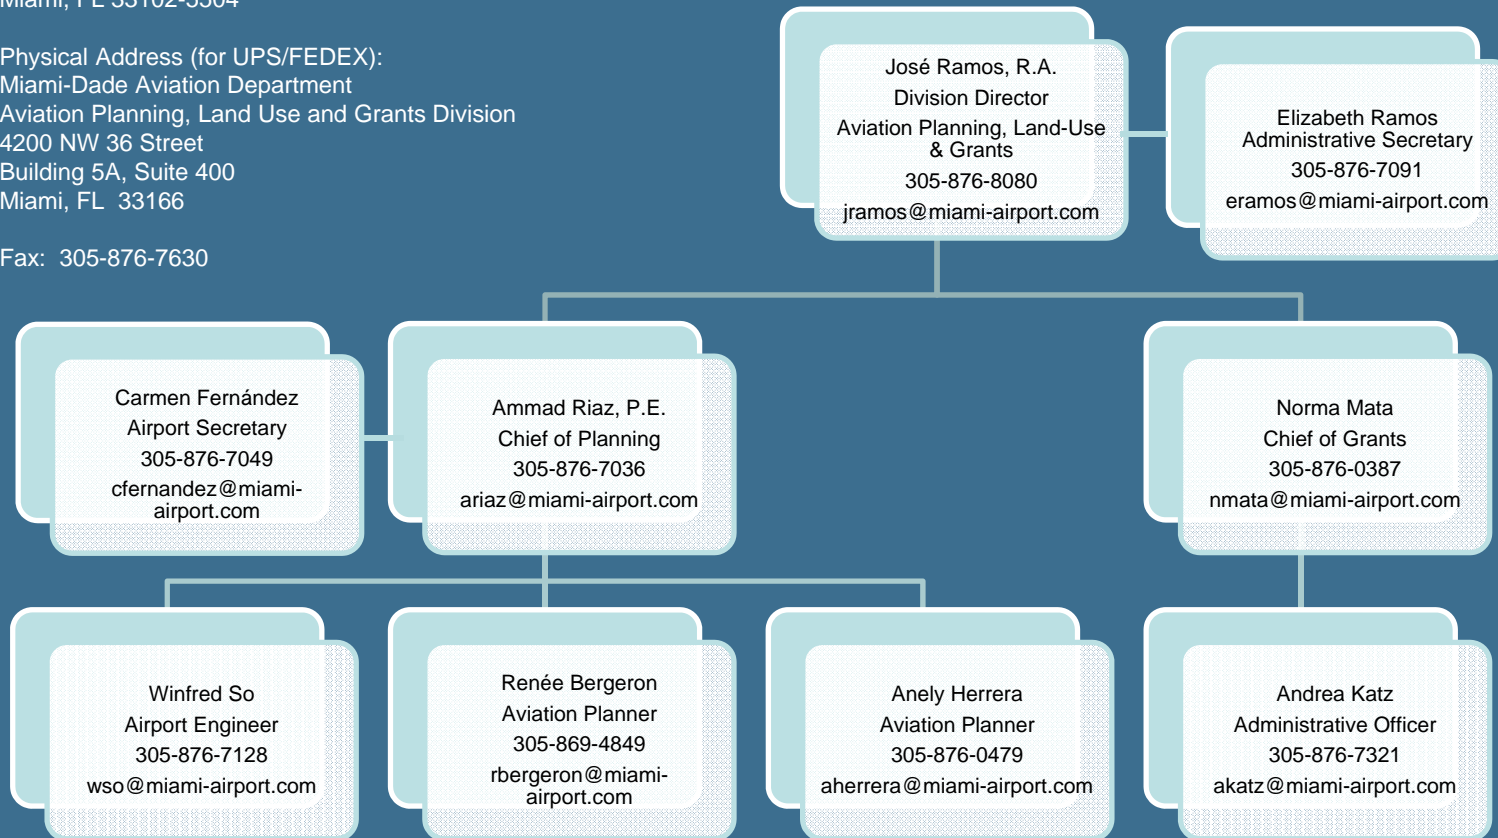 Miami, FL 33102-5504
Physical Address (for UPS/FEDEX):
Miami-Dade Aviation Department
Aviation Planning, Land Use and Grants Division
4200 NW 36 Street
Building 5A, Suite 400
Miami, FL  33166
Fax:  305-876-7630
José Ramos, R.A.
Division Director
Aviation Planning, Land-Use
& Grants
305-876-8080
jramos@miami-airport.com
Elizabeth Ramos
Administrative Secretary
305-876-7091
eramos@miami-airport.com
Carmen Fernández
Airport Secretary
305-876-7049
cfernandez@miami-
airport.com
Ammad Riaz, P.E.
Chief of Planning
305-876-7036
ariaz@miami-airport.com
Norma Mata
Chief of Grants
305-876-0387
nmata@miami-airport.com
Winfred So
Airport Engineer
305-876-7128
wso@miami-airport.com
Renée Bergeron
Aviation Planner
305-869-4849
rbergeron@miami-
airport.com
Anely Herrera
Aviation Planner
305-876-0479
aherrera@miami-airport.com
Andrea Katz
Administrative Officer
305-876-7321
akatz@miami-airport.com